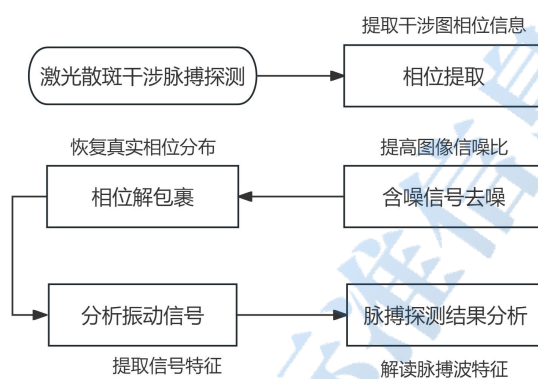 提取干涉图相位信息
激光散斑干涉脉搏探测
相位提取
恢复真实相位分布
提高图像信噪比
相位解包裹
含噪信号去噪
分析振动信号
脉搏探测结果分析
提取信号特征
解读脉搏波特征